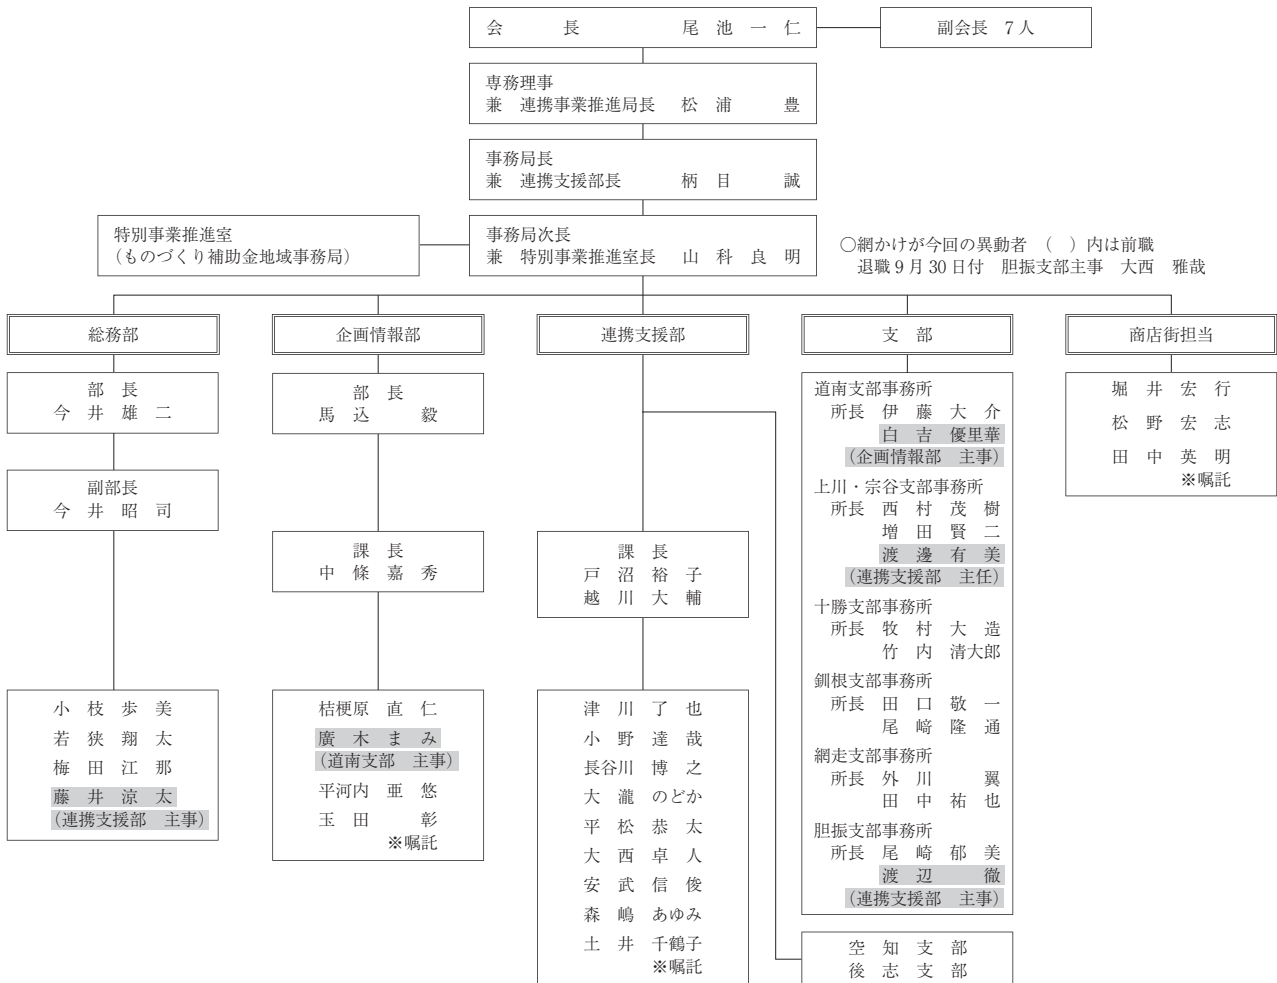 会　長　尾池一仁
副会長　7人
専務理事
兼　連携事業推進局長　松浦　豊
事務局長
兼　連携支援部長　柄目　誠
特別事業推進室
(ものづくり補助金地域事務局)
事務局次長
兼　特別事業推進室長　山科良明
○網かけが今回の異動者　(　)内は前職
退職9月30日付　胆振支部主事　大西　雅哉
総務部
部長
今井雄二
副部長
今井昭司
小枝歩美
若狭翔太
梅田江那
藤井涼太
(連携支援部　主事)
企画情報部
部長
馬込　毅
課長
中條嘉秀
桔梗原　直仁
廣木まみ
(道南支部　主事)
平河内　亜悠
玉田　彰
※嘱託
連携支援部
課長
戸沼裕子
越川大輔
津川了也
小野達哉
長谷川　博之
大瀧　のどか
平松恭太
大西卓人
安武信俊
森嶋　あゆみ
土井　千鶴子
※嘱託
支部
道南支部事務所
所長　伊藤大介
白吉　優里華
(企画情報部　主事)
上川・宗谷支部事務所
所長　西村茂樹
増田賢二
渡邊有美
(連携支援部　主任)
十勝支部事務所
所長　牧村大造
竹内　清大郎
釧根支部事務所
所長　田口敬一
尾﨑隆通
網走支部事務所
所長　外川　翼
田中祐也
胆振支部事務所
所長　尾崎郁美
渡辺　徹
(連携支援部　主事)
空知支部
後志支部
商店街担当
堀井宏行
松野宏志
田中英明
※嘱託